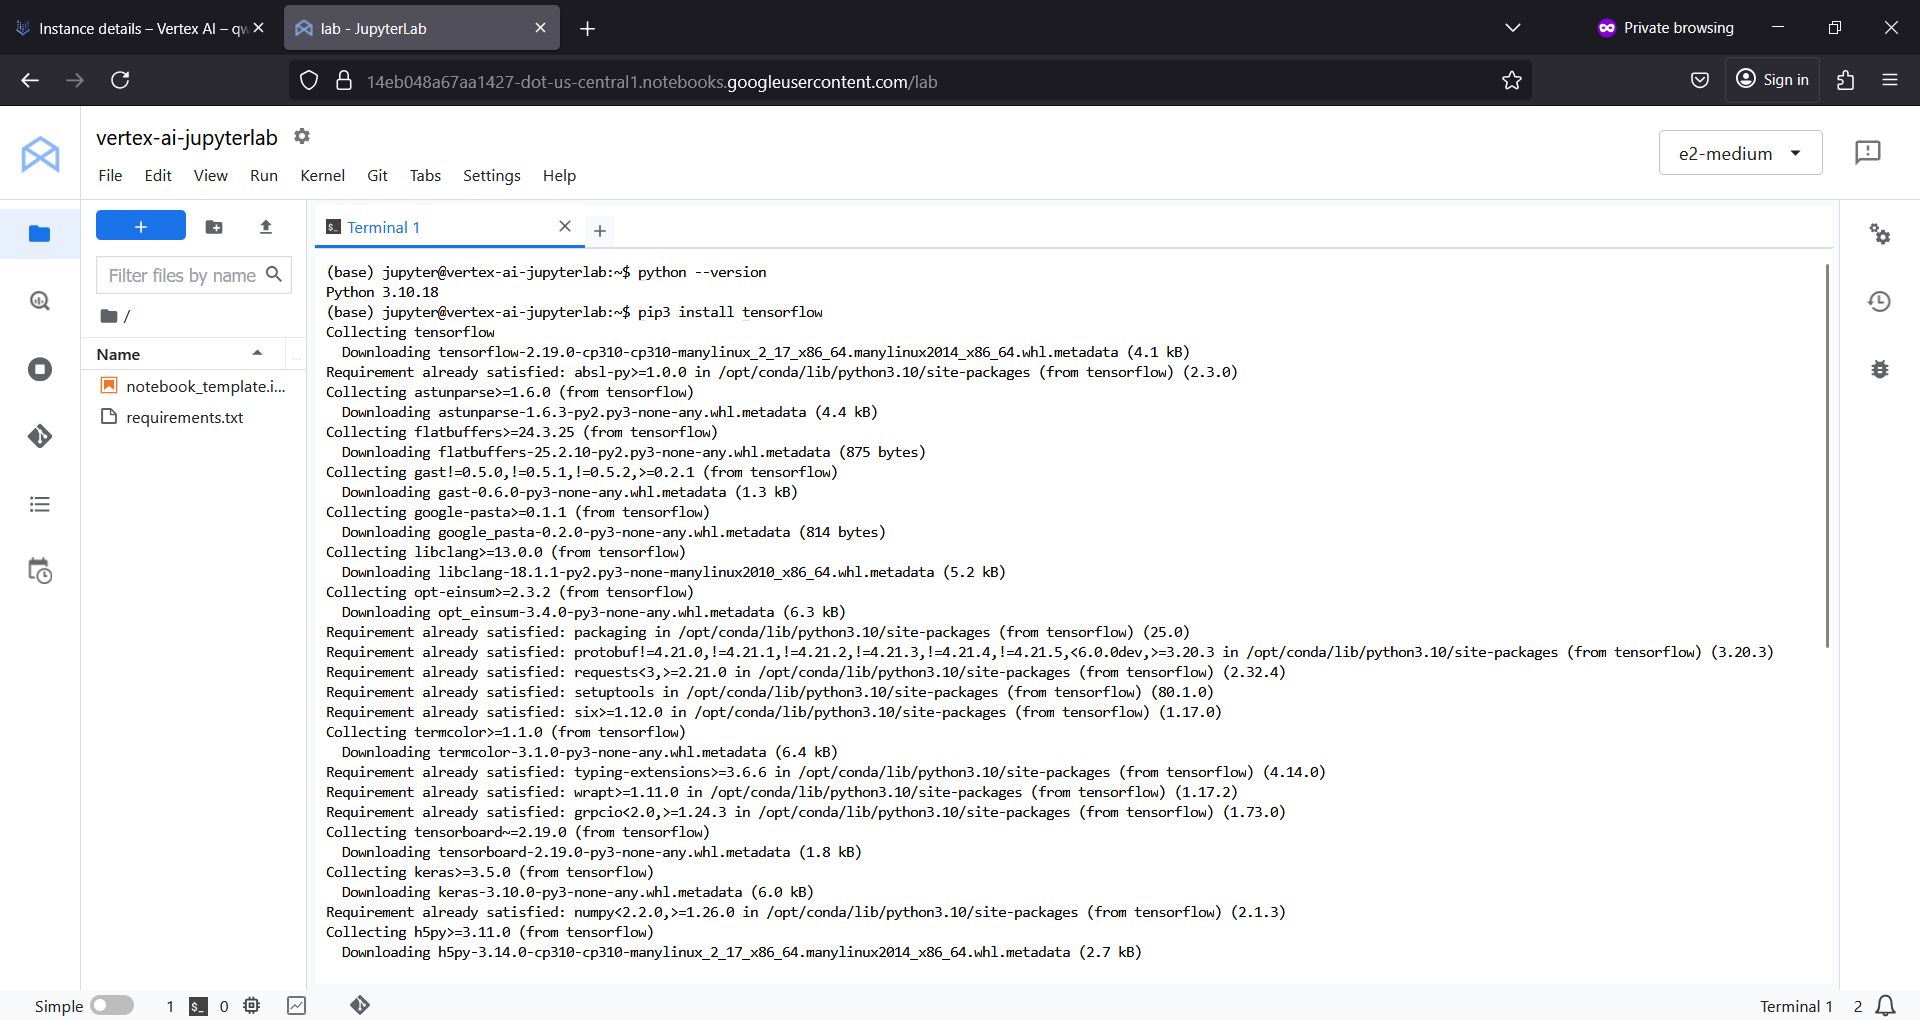 Instance details – Vertex AI – qw
lab - JupyterLab
Private browsing
14eb048a67aa1427-dot-us-central1.notebooks.googleusercontent.com/lab
Sign in
vertex-ai-jupyterlab
e2-medium
File Edit View Run Kernel Git Tabs Settings Help
Filter files by name
/
Name
...
notebook_template.i...
requirements.txt
Terminal 1
(base) jupyter@vertex-ai-jupyterlab:~$ python --version
Python 3.10.18
(base) jupyter@vertex-ai-jupyterlab:~$ pip3 install tensorflow
Collecting tensorflow
  Downloading tensorflow-2.19.0-cp310-cp310-manylinux_2_17_x86_64.manylinux2014_x86_64.whl.metadata (4.1 kB)
Requirement already satisfied: absl-py>=1.0.0 in /opt/conda/lib/python3.10/site-packages (from tensorflow) (2.3.0)
Collecting astunparse>=1.6.0 (from tensorflow)
  Downloading astunparse-1.6.3-py2.py3-none-any.whl.metadata (4.4 kB)
Collecting flatbuffers>=24.3.25 (from tensorflow)
  Downloading flatbuffers-25.2.10-py2.py3-none-any.whl.metadata (875 bytes)
Collecting gast!=0.5.0,!=0.5.1,!=0.5.2,>=0.2.1 (from tensorflow)
  Downloading gast-0.6.0-py3-none-any.whl.metadata (1.3 kB)
Collecting google-pasta>=0.1.1 (from tensorflow)
  Downloading google_pasta-0.2.0-py3-none-any.whl.metadata (814 bytes)
Collecting libclang>=13.0.0 (from tensorflow)
  Downloading libclang-18.1.1-py2.py3-none-manylinux2010_x86_64.whl.metadata (5.2 kB)
Collecting opt-einsum>=2.3.2 (from tensorflow)
  Downloading opt_einsum-3.4.0-py3-none-any.whl.metadata (6.3 kB)
Requirement already satisfied: packaging in /opt/conda/lib/python3.10/site-packages (from tensorflow) (25.0)
Requirement already satisfied: protobuf!=4.21.0,!=4.21.1,!=4.21.2,!=4.21.3,!=4.21.4,!=4.21.5,<6.0.0dev,>=3.20.3 in /opt/conda/lib/python3.10/site-packages (from tensorflow) (3.20.3)
Requirement already satisfied: requests<3,>=2.21.0 in /opt/conda/lib/python3.10/site-packages (from tensorflow) (2.32.4)
Requirement already satisfied: setuptools in /opt/conda/lib/python3.10/site-packages (from tensorflow) (80.1.0)
Requirement already satisfied: six>=1.12.0 in /opt/conda/lib/python3.10/site-packages (from tensorflow) (1.17.0)
Collecting termcolor>=1.1.0 (from tensorflow)
  Downloading termcolor-3.1.0-py3-none-any.whl.metadata (6.4 kB)
Requirement already satisfied: typing-extensions>=3.6.6 in /opt/conda/lib/python3.10/site-packages (from tensorflow) (4.14.0)
Requirement already satisfied: wrapt>=1.11.0 in /opt/conda/lib/python3.10/site-packages (from tensorflow) (1.17.2)
Requirement already satisfied: grpcio<2.0,>=1.24.3 in /opt/conda/lib/python3.10/site-packages (from tensorflow) (1.73.0)
Collecting tensorboard~=2.19.0 (from tensorflow)
  Downloading tensorboard-2.19.0-py3-none-any.whl.metadata (1.8 kB)
Collecting keras>=3.5.0 (from tensorflow)
  Downloading keras-3.10.0-py3-none-any.whl.metadata (6.0 kB)
Requirement already satisfied: numpy<2.2.0,>=1.26.0 in /opt/conda/lib/python3.10/site-packages (from tensorflow) (2.1.3)
Collecting h5py>=3.11.0 (from tensorflow)
  Downloading h5py-3.14.0-cp310-cp310-manylinux_2_17_x86_64.manylinux2014_x86_64.whl.metadata (2.7 kB)
Simple 1 $_ 0 Terminal 1 2